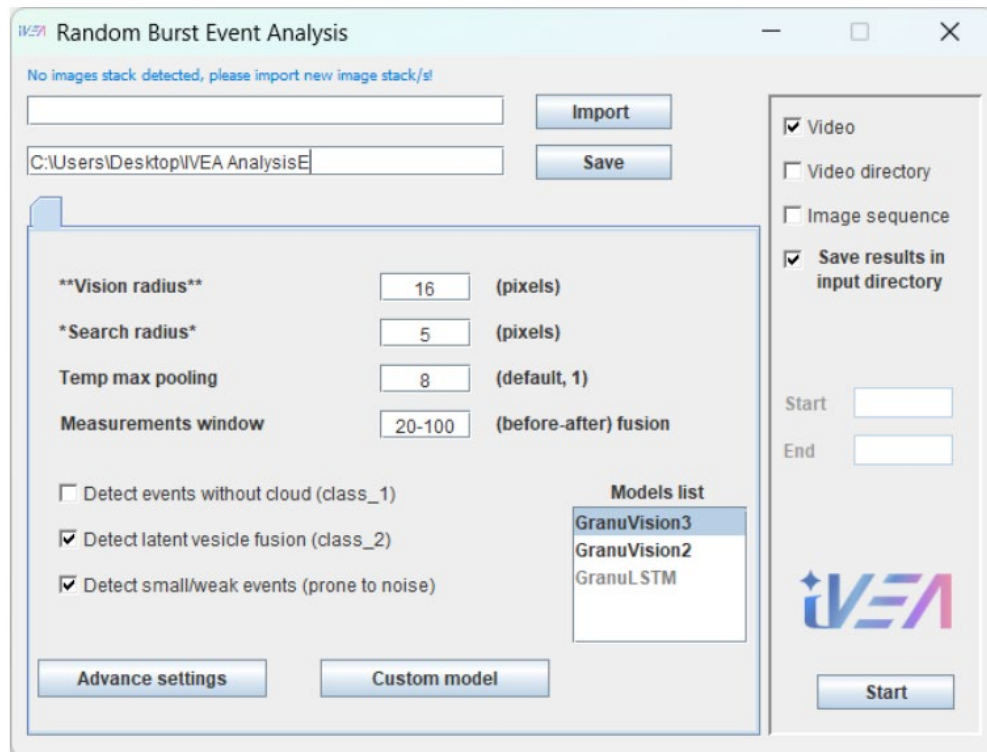 iVEA Random Burst Event Analysis
No images stack detected, please import new image stack/s!
Import
C:\Users\Desktop\IVEA AnalysisE
Save
**Vision radius** 16 (pixels)
*Search radius* 5 (pixels)
Temp max pooling 8 (default, 1)
Measurements window 20-100 (before-after) fusion
Detect events without cloud (class_1)
Detect latent vesicle fusion (class_2)
Detect small/weak events (prone to noise)
Models list
GranuVision3
GranuVision2
GranuLSTM
Advance settings
Custom model
Video
Video directory
Image sequence
Save results in
input directory
Start
End
iVEA
Start